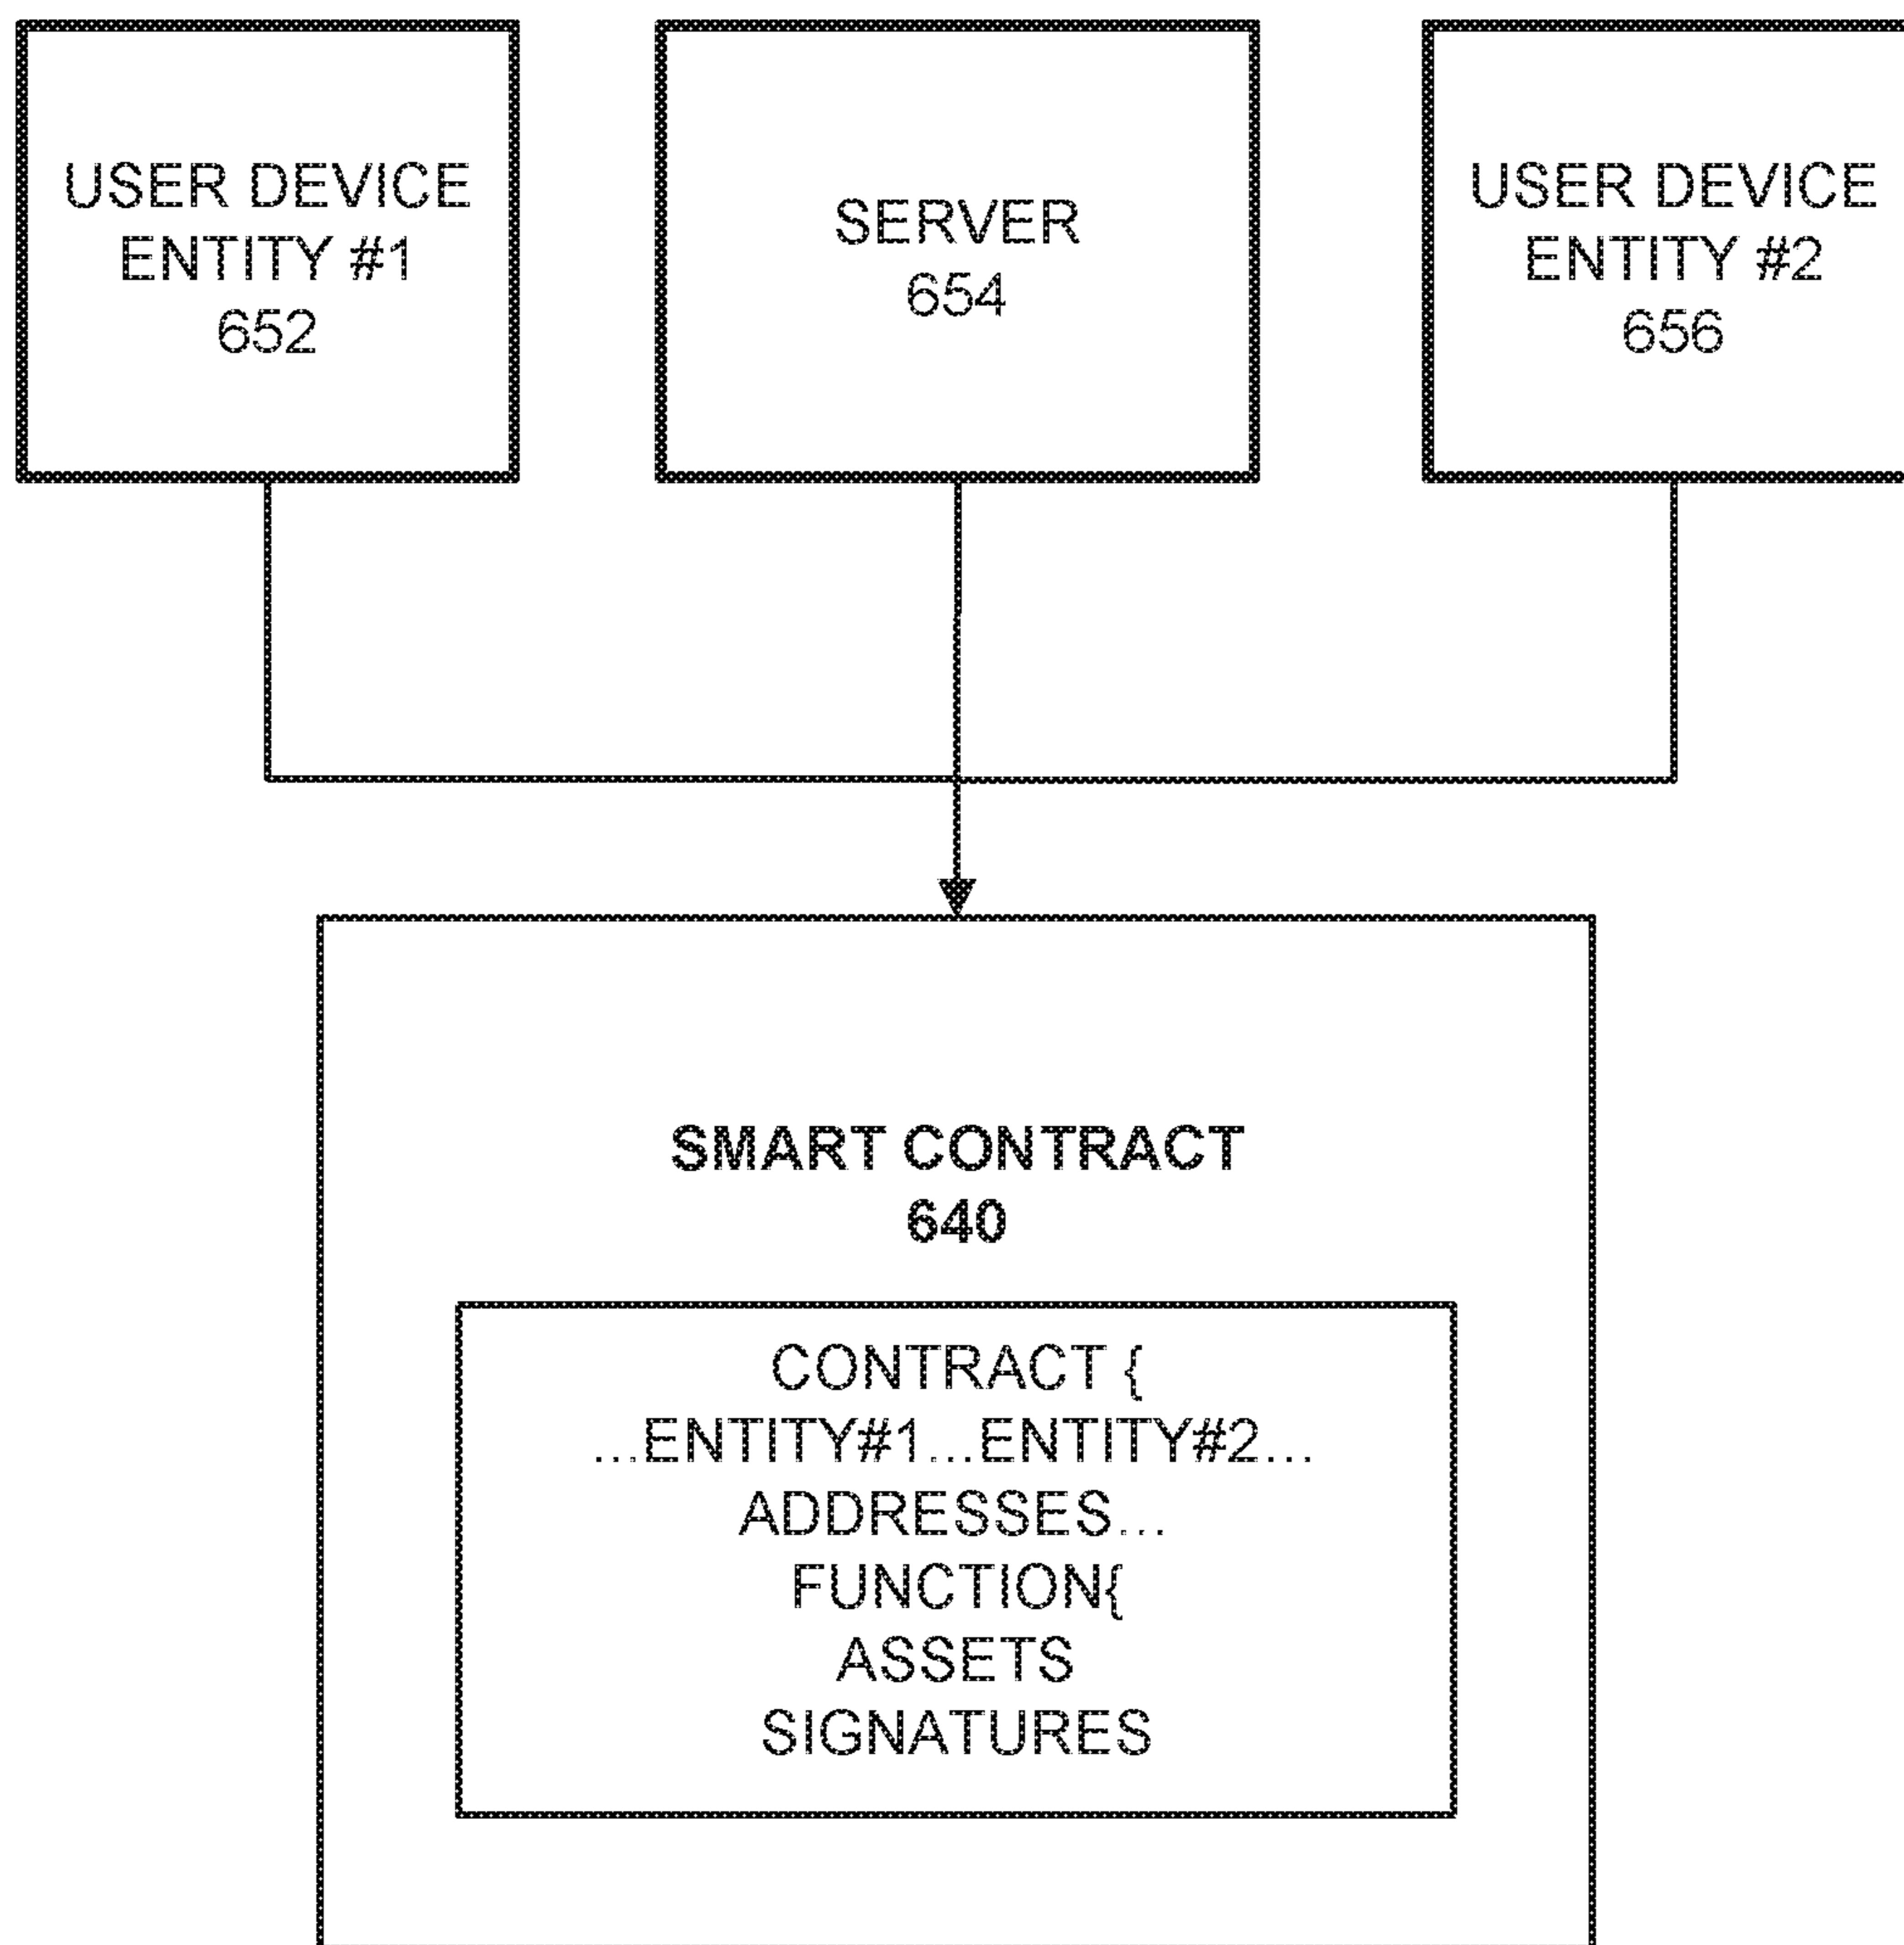 USER DEVICE
ENTITY #1
652
SERVER
654
USER DEVICE
ENTITY #2
656
SMART CONTRACT
640
CONTRACT {
...ENTITY#1...ENTITY#2...
ADDRESSES...
FUNCTION{
ASSETS
SIGNATURES